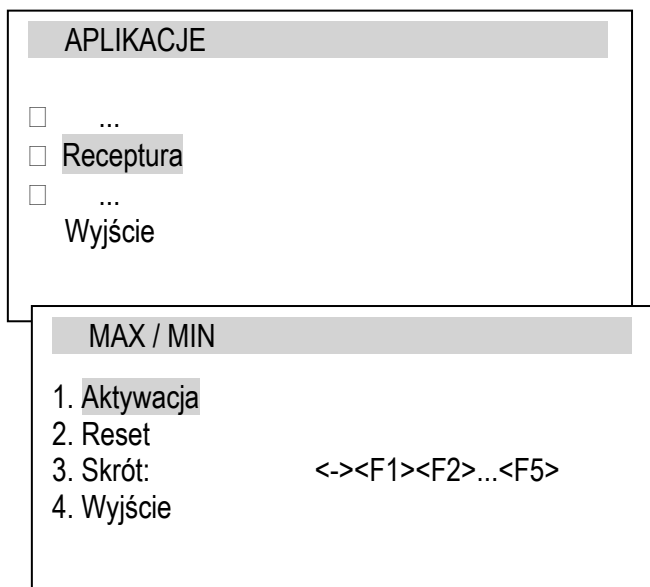 APLIKACJE
...
Receptura
...
Wyjście
MAX / MIN
1. Aktywacja
2. Reset
3. Skrót: <-><F1><F2>...<F5>
4. Wyjście